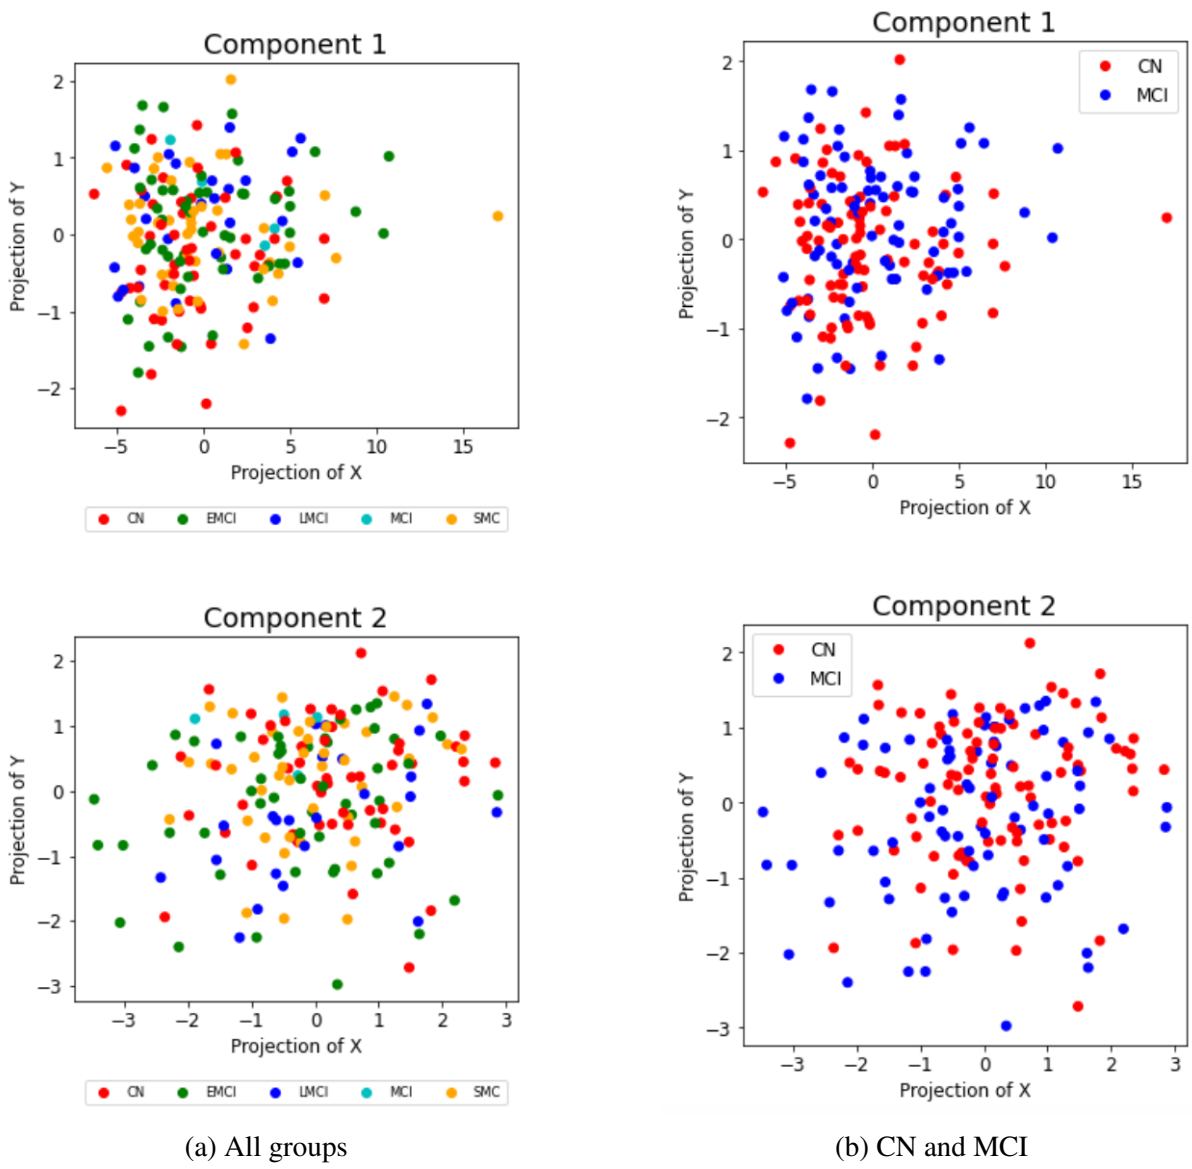 Component 1
Projection of Y
2
1
0
−1
−2
−5
0
5
10
15
Projection of X
CN EMCI LMCI MCI SMC
Component 1
CN
MCI
Projection of Y
2
1
0
−1
−2
−5
0
5
10
15
Projection of X
Component 2
Projection of Y
2
1
0
−1
−2
−3
−3
−2
−1
0
1
2
3
Projection of X
CN EMCI LMCI MCI SMC
Component 2
CN
MCI
Projection of Y
2
1
0
−1
−2
−3
−3
−2
−1
0
1
2
3
Projection of X
(a) All groups
(b) CN and MCI